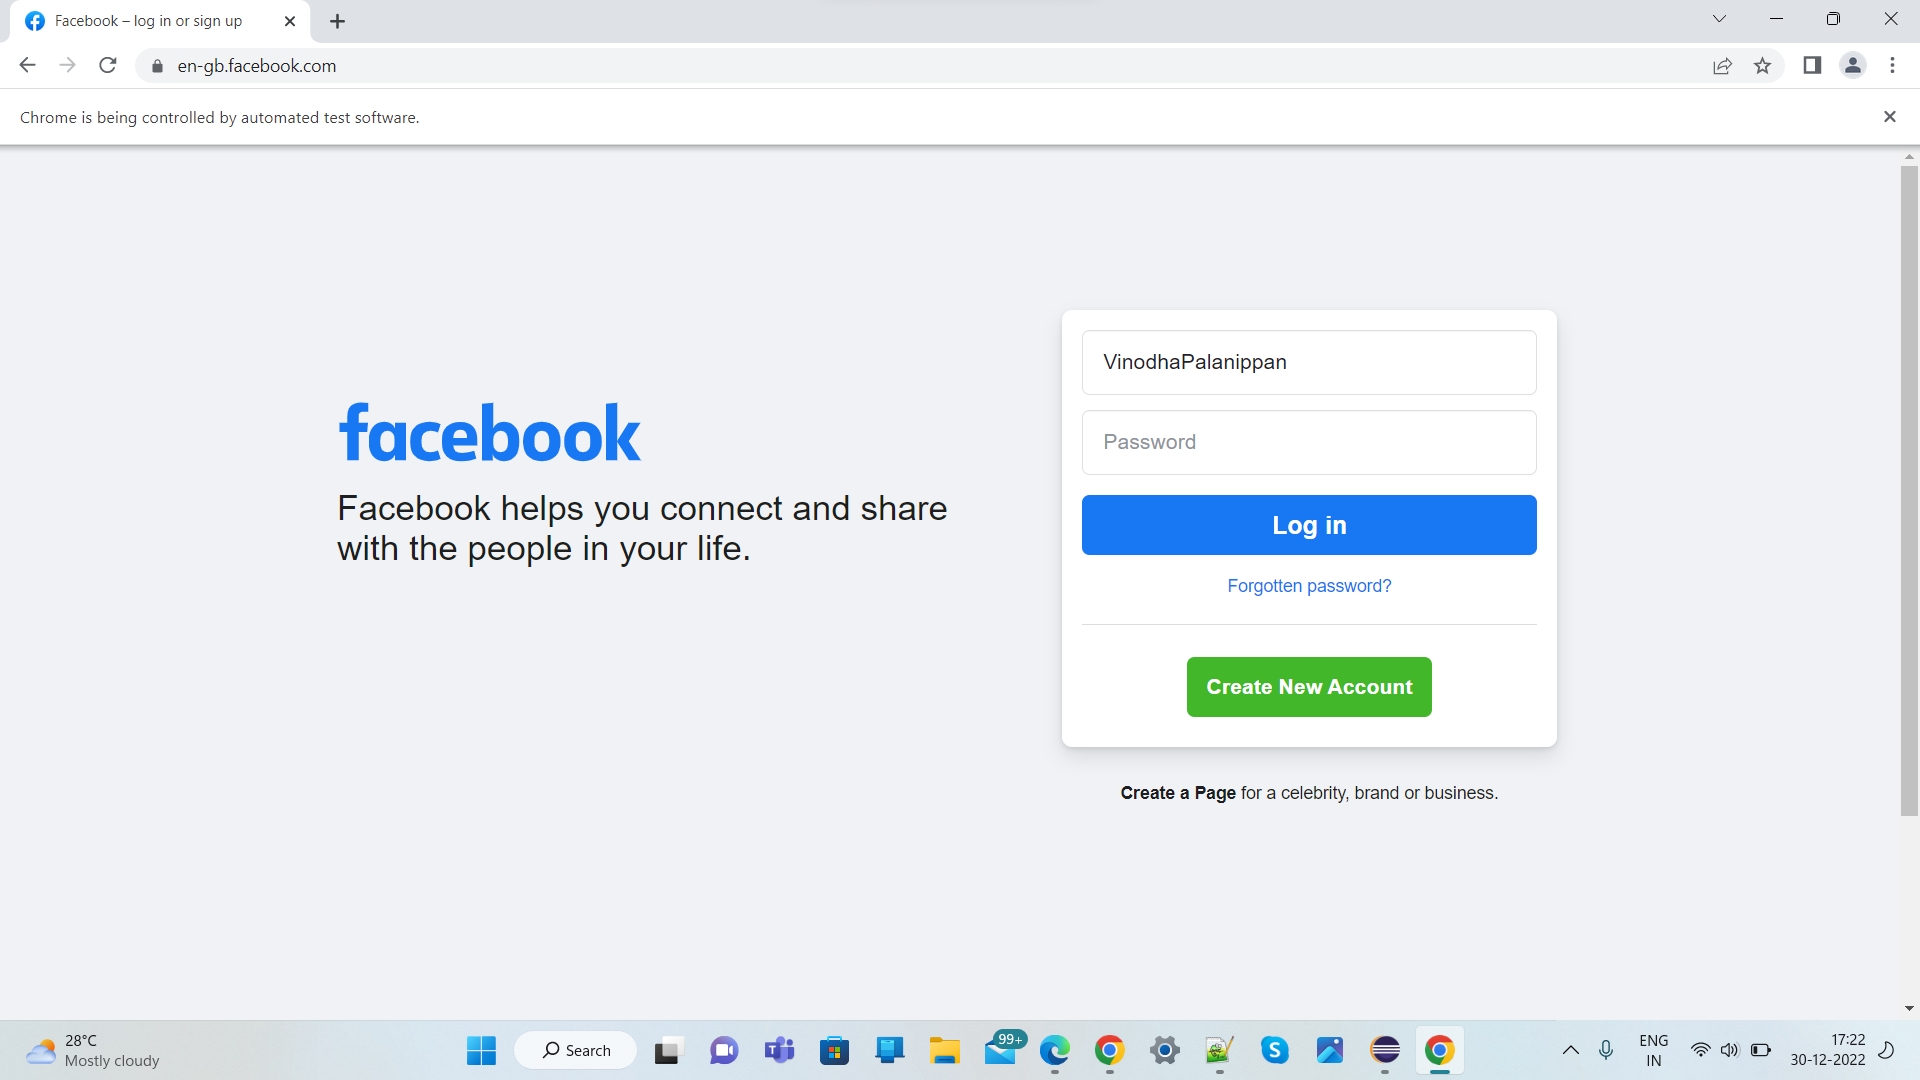 Facebook – log in or sign up
en-gb.facebook.com
Chrome is being controlled by automated test software.
facebook
Facebook helps you connect and share
with the people in your life.
VinodhaPalanippan
Password
Log in
Forgotten password?
Create New Account
Create a Page for a celebrity, brand or business.
28°C
Mostly cloudy
Search
99+
ENG
IN
17:22
30-12-2022